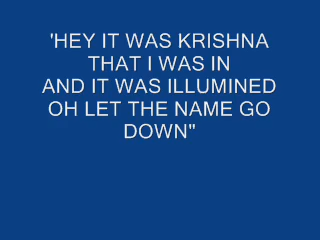 'HEY IT WAS KRISHNA
THAT I WAS IN
AND IT WAS ILLUMINED
OH LET THE NAME GO
DOWN"